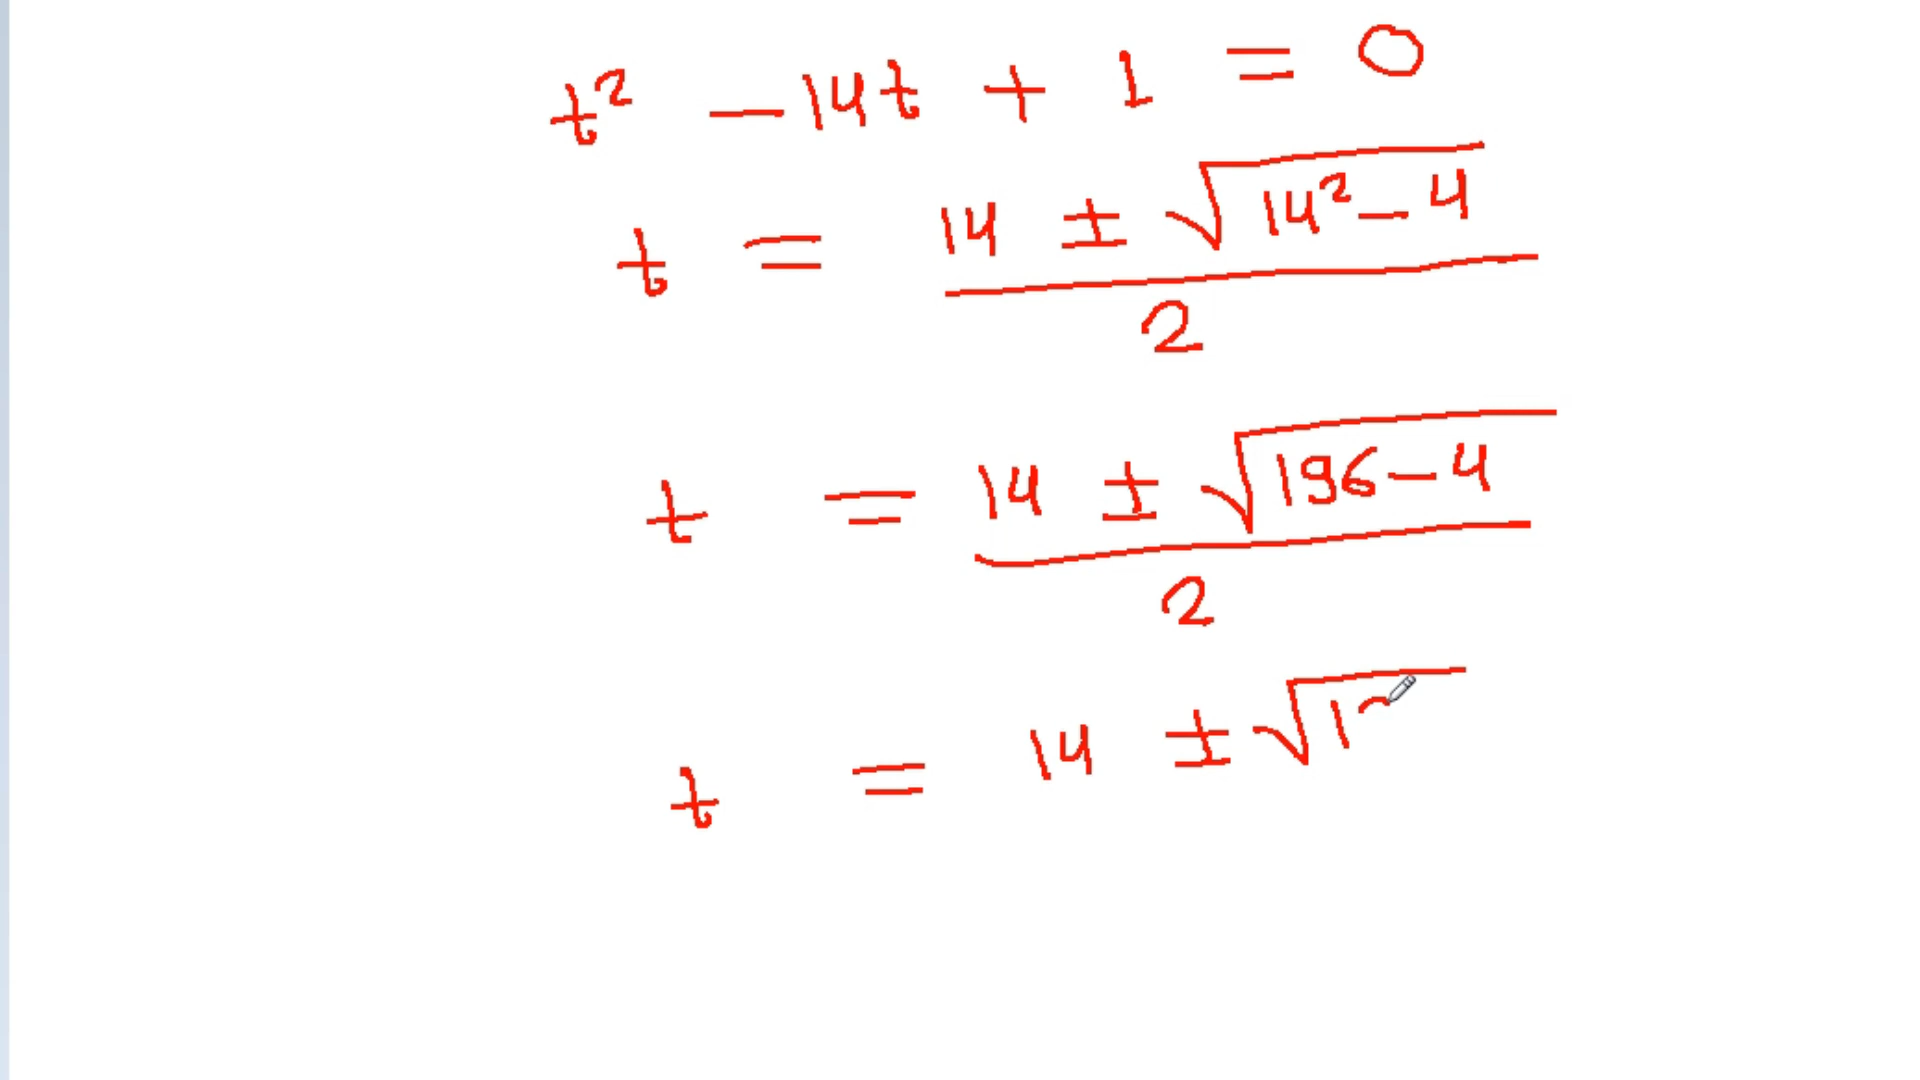 t² - 14t + 1 = 0
t = (14 ± √(14² - 4)) / 2
t = (14 ± √(196 - 4)) / 2
t = 14 ± √1